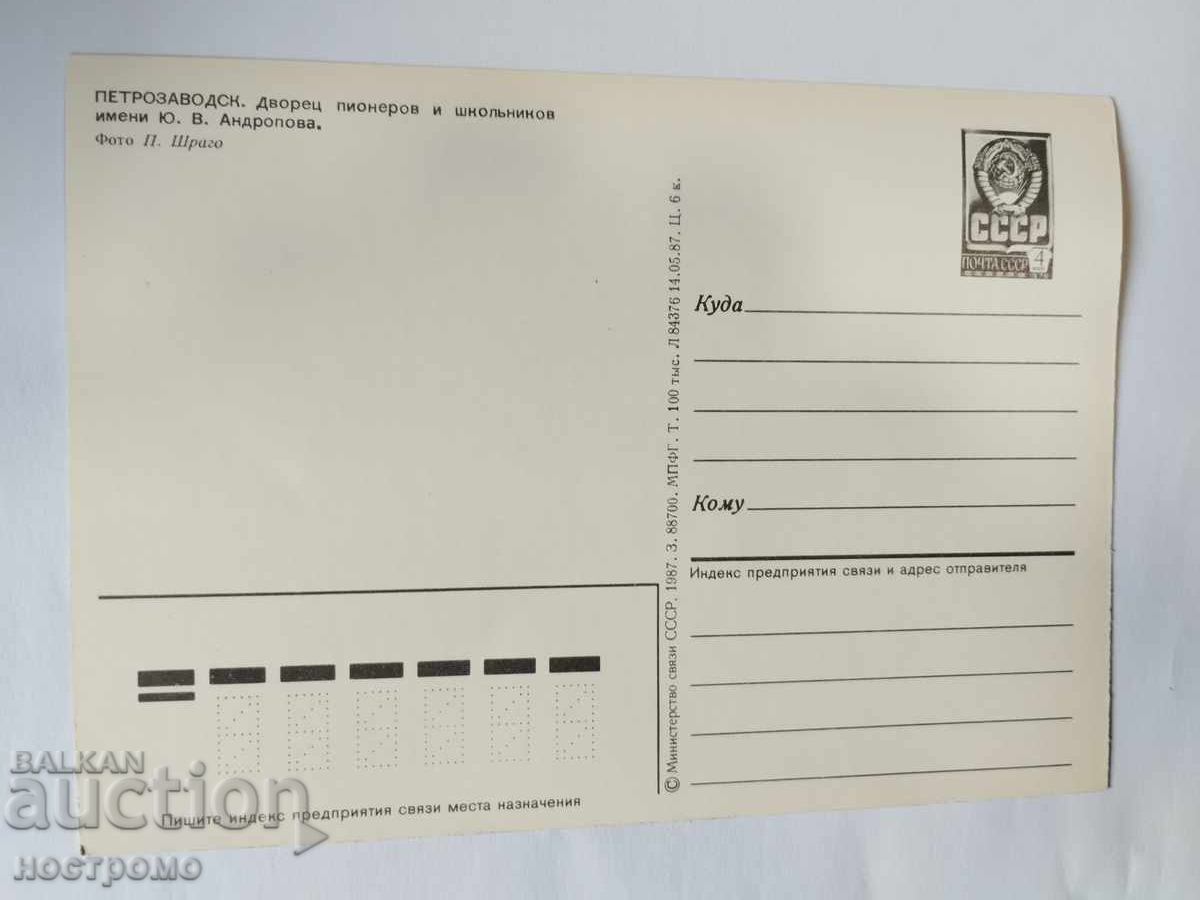 ПЕТРОЗАВОДСК. Дворец пионеров и школьников
имени Ю. В. Андропова.
Фото П. Шраго
СССР
ПОЧТА СССР 4
Куда
Кому
Индекс предприятия связи и адрес отправителя
© Министерство связи СССР. 1987. З. 88700. МПФГ. Т. 100 тыс. Л 84376 14.05.87. Ц. 6 к.
Пишите индекс предприятия связи места назначения
BALKAN
auction
ностромо